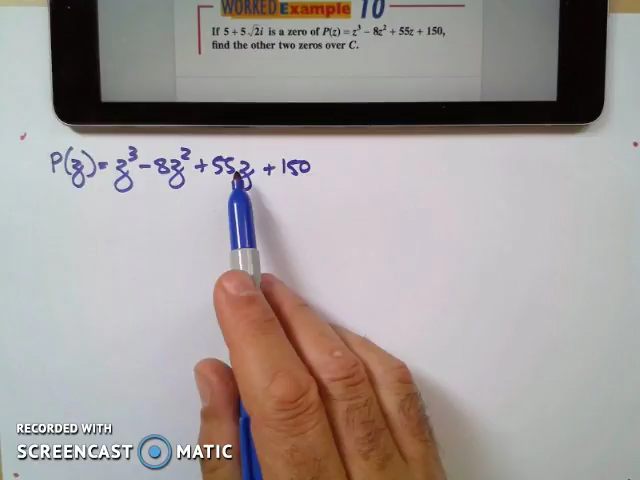 WORKED Example 10
If 5 + 5√2i is a zero of P(z) = z³ − 8z² + 55z + 150,
find the other two zeros over C.
P(z) = z³ − 8z² + 55z + 150
RECORDED WITH
SCREENCAST MATIC